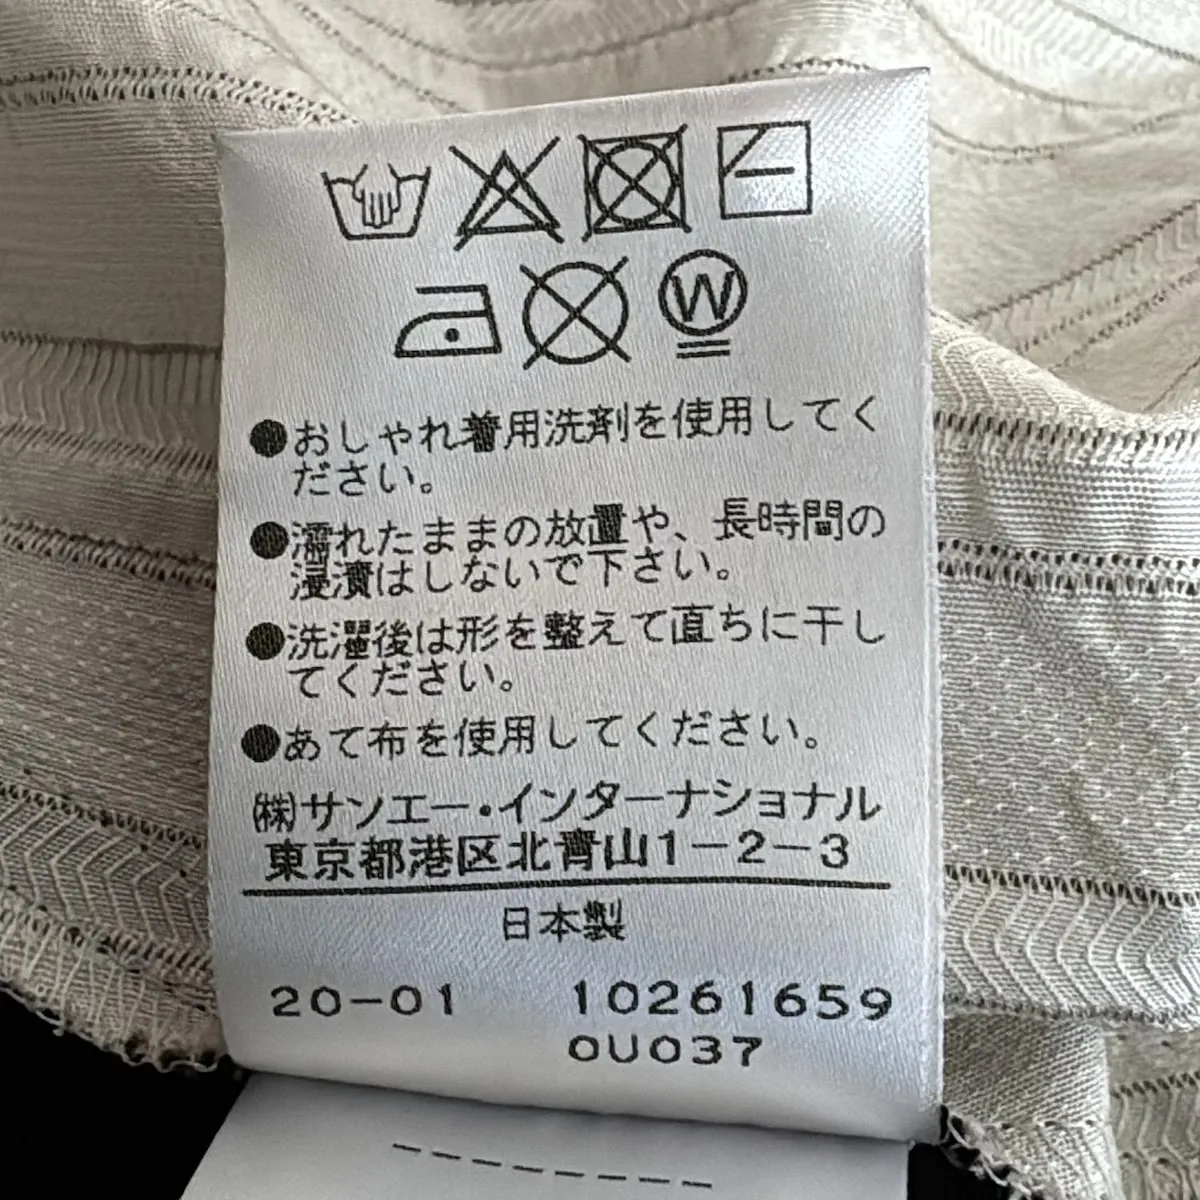 W
●おしゃれ着用洗剤を使用してく
ださい。
●濡れたままの放置や、長時間の
浸漬はしないで下さい。
●洗濯後は形を整えて直ちに干し
てください。
●あて布を使用してください。
㈱サンエー・インターナショナル
東京都港区北青山1-2-3
日本製
20-01 10261659
0U037